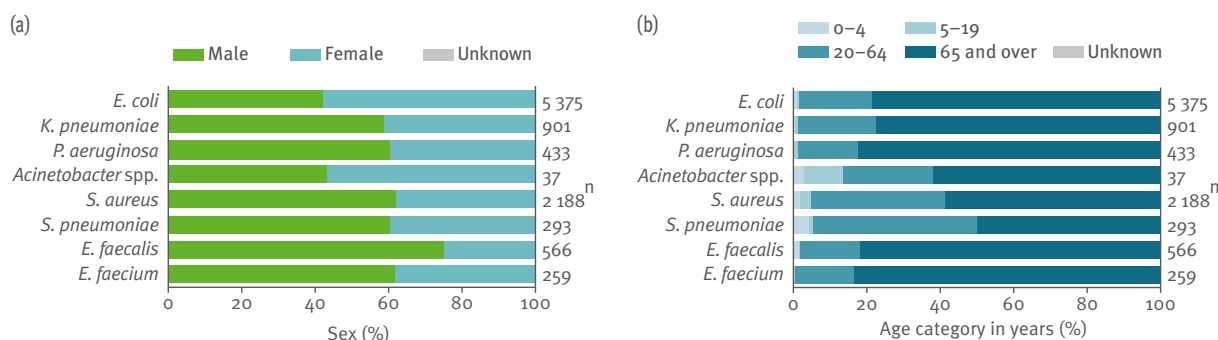 (a)
Male Female Unknown
E. coli 5 375
K. pneumoniae 901
P. aeruginosa 433
Acinetobacter spp. 37
n
S. aureus 2 188
S. pneumoniae 293
E. faecalis 566
E. faecium 259
0 20 40 60 80 100
Sex (%)
(b)
0–4 5–19
20–64 65 and over Unknown
E. coli 5 375
K. pneumoniae 901
P. aeruginosa 433
Acinetobacter spp. 37
n
S. aureus 2 188
S. pneumoniae 293
E. faecalis 566
E. faecium 259
0 20 40 60 80 100
Age category in years (%)